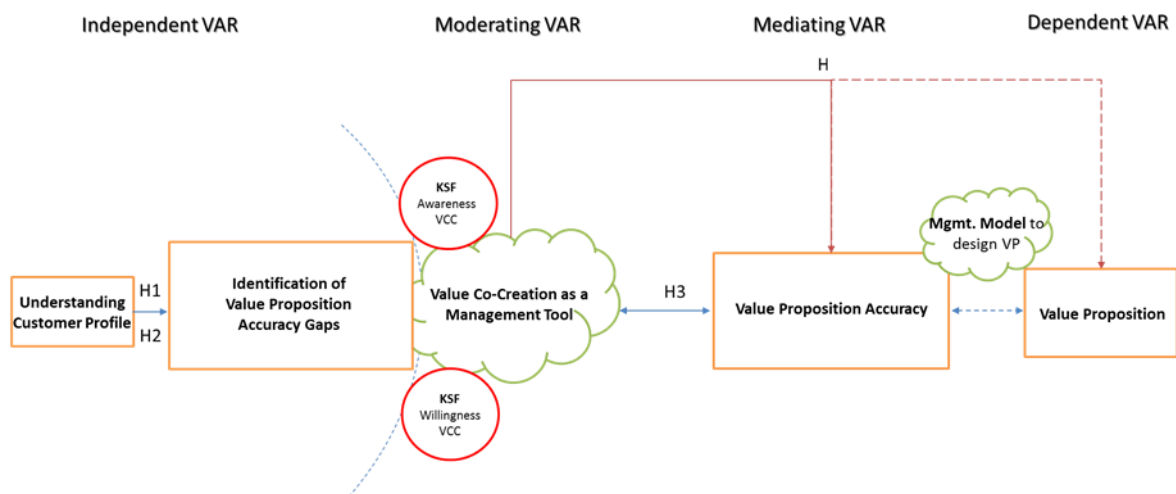 Independent VAR
Moderating VAR
Mediating VAR
Dependent VAR
H
KSF
Awareness
VCC
Mgmt. Model to
design VP
Understanding
Customer Profile
H1
H2
Identification of
Value Proposition
Accuracy Gaps
Value Co-Creation as a
Management Tool
H3
Value Proposition Accuracy
Value Proposition
KSF
Willingness
VCC